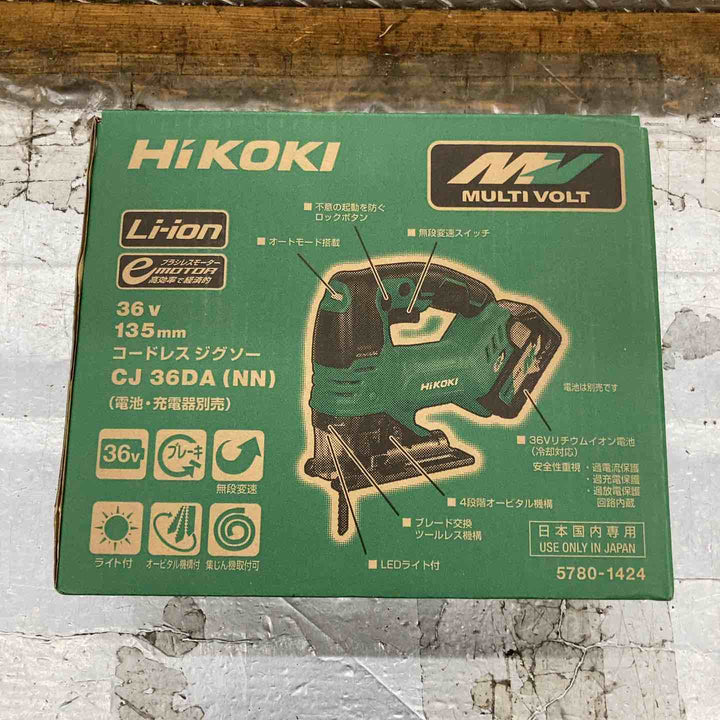 HiKOKI
MV
MULTI VOLT
Li-ion
ブラシレスモーター
e MOTOR
高効率で経済的
36 V
135mm
コードレス ジグソー
CJ 36DA (NN)
(電池・充電器別売)
■ 不意の起動を防ぐ
ロックボタン
■ オートモード搭載
■ 無段変速スイッチ
HiKOKI
電池は別売です
■ 36Vリチウムイオン電池
(冷却対応)
安全性重視・過電流保護
・過充電保護
・過放電保護
回路内蔵
■ 4段階オービタル機構
■ ブレード交換
ツールレス機構
■ LEDライト付
36V
ブレーキ
無段変速
ライト付
オービタル機構付
集じん機取付可
日本国内専用
USE ONLY IN JAPAN
5780-1424